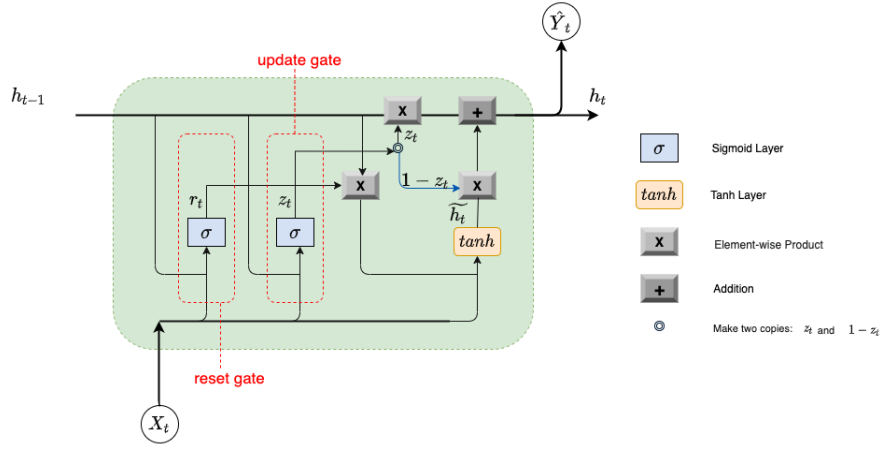 Ŷ_t
update gate
h_{t−1}
h_t
x
+
z_t
1 − z_t
r_t
z_t
x
x
h̃_t
σ
σ
tanh
reset gate
X_t
σ Sigmoid Layer
tanh Tanh Layer
x Element-wise Product
+ Addition
Make two copies: z_t and 1 − z_t